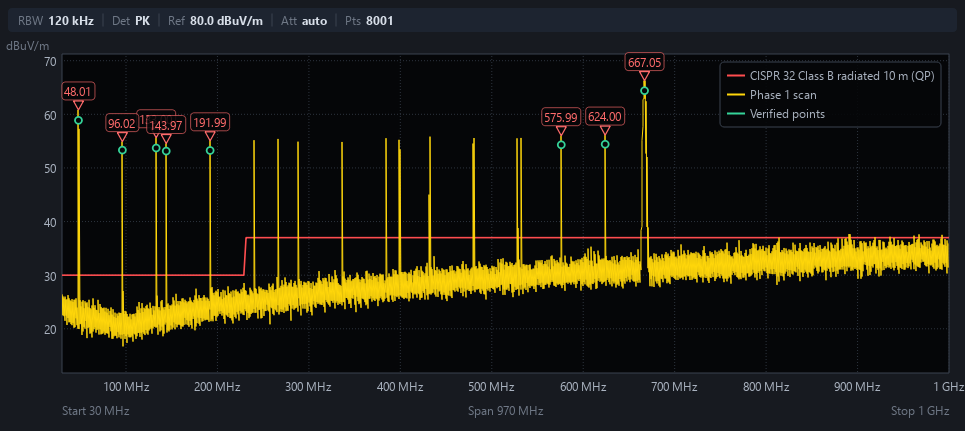 RBW 120 kHz | Det PK | Ref 80.0 dBuV/m | Att auto | Pts 8001
dBuV/m
70
60
50
40
30
20
48.01
96.02
143.97
191.99
575.99
624.00
667.05
CISPR 32 Class B radiated 10 m (QP)
Phase 1 scan
Verified points
100 MHz 200 MHz 300 MHz 400 MHz 500 MHz 600 MHz 700 MHz 800 MHz 900 MHz 1 GHz
Start 30 MHz Span 970 MHz Stop 1 GHz